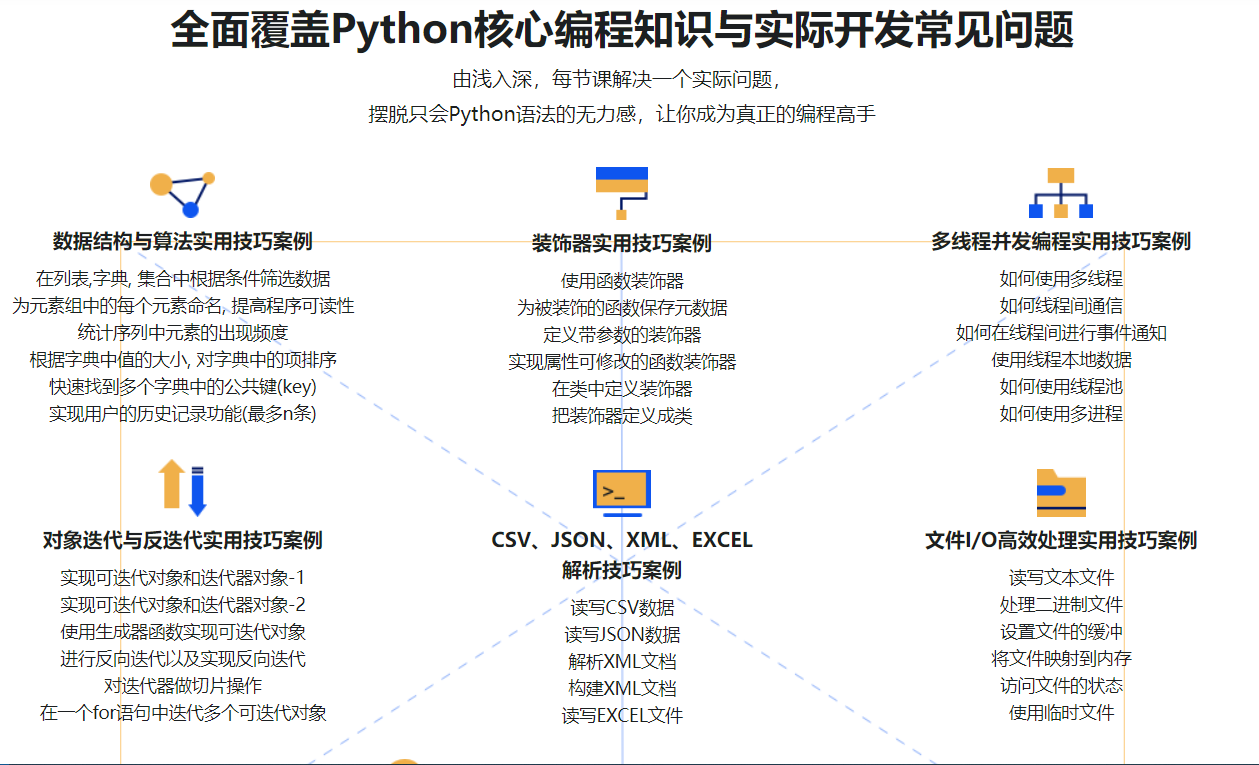 全面覆盖Python核心编程知识与实际开发常见问题
由浅入深，每节课解决一个实际问题，
摆脱只会Python语法的无力感，让你成为真正的编程高手
数据结构与算法实用技巧案例
在列表,字典, 集合中根据条件筛选数据
为元素组中的每个元素命名, 提高程序可读性
统计序列中元素的出现频度
根据字典中值的大小, 对字典中的项排序
快速找到多个字典中的公共键(key)
实现用户的历史记录功能(最多n条)
装饰器实用技巧案例
使用函数装饰器
为被装饰的函数保存元数据
定义带参数的装饰器
实现属性可修改的函数装饰器
在类中定义装饰器
把装饰器定义成类
多线程并发编程实用技巧案例
如何使用多线程
如何线程间通信
如何在线程间进行事件通知
使用线程本地数据
如何使用线程池
如何使用多进程
对象迭代与反迭代实用技巧案例
实现可迭代对象和迭代器对象-1
实现可迭代对象和迭代器对象-2
使用生成器函数实现可迭代对象
进行反向迭代以及实现反向迭代
对迭代器做切片操作
在一个for语句中迭代多个可迭代对象
>_
CSV、JSON、XML、EXCEL
解析技巧案例
读写CSV数据
读写JSON数据
解析XML文档
构建XML文档
读写EXCEL文件
文件I/O高效处理实用技巧案例
读写文本文件
处理二进制文件
设置文件的缓冲
将文件映射到内存
访问文件的状态
使用临时文件